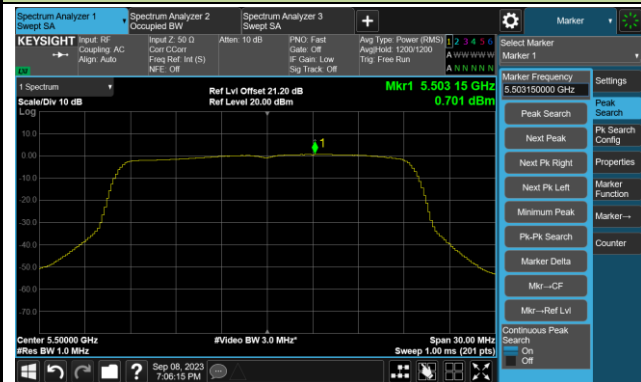 Spectrum Analyzer 1
Swept SA
Spectrum Analyzer 2
Occupied BW
Spectrum Analyzer 3
Swept SA
Marker
KEYSIGHT
Input: RF
Coupling: AC
Align: Auto
Input Z: 50 Ω
Corr CCorr
Freq Ref: Int (S)
NFE: Off
Atten: 10 dB
PNO: Fast
Gate: Off
IF Gain: Low
Sig Track: Off
Avg Type: Power (RMS)
Avg|Hold: 1200/1200
Trig: Free Run
1 2 3 4 5 6
A W W W W W
A N N N N N
LXI
Select Marker
Marker 1
1 Spectrum
Scale/Div 10 dB
Log
Ref Lvl Offset 21.20 dB
Ref Level 20.00 dBm
Mkr1 5.503 15 GHz
0.701 dBm
10.0
0.00
-10.0
-20.0
-30.0
-40.0
-50.0
-60.0
-70.0
1
Center 5.50000 GHz
#Res BW 1.0 MHz
#Video BW 3.0 MHz*
Span 30.00 MHz
Sweep 1.00 ms (201 pts)
Marker Frequency
5.503150000 GHz
Peak Search
Next Peak
Next Pk Right
Next Pk Left
Minimum Peak
Pk-Pk Search
Marker Delta
Mkr→CF
Mkr→Ref Lvl
Continuous Peak
Search
On
Off
Settings
Peak
Search
Pk Search
Config
Properties
Marker
Function
Marker→
Counter
?
Sep 08, 2023
7:06:15 PM